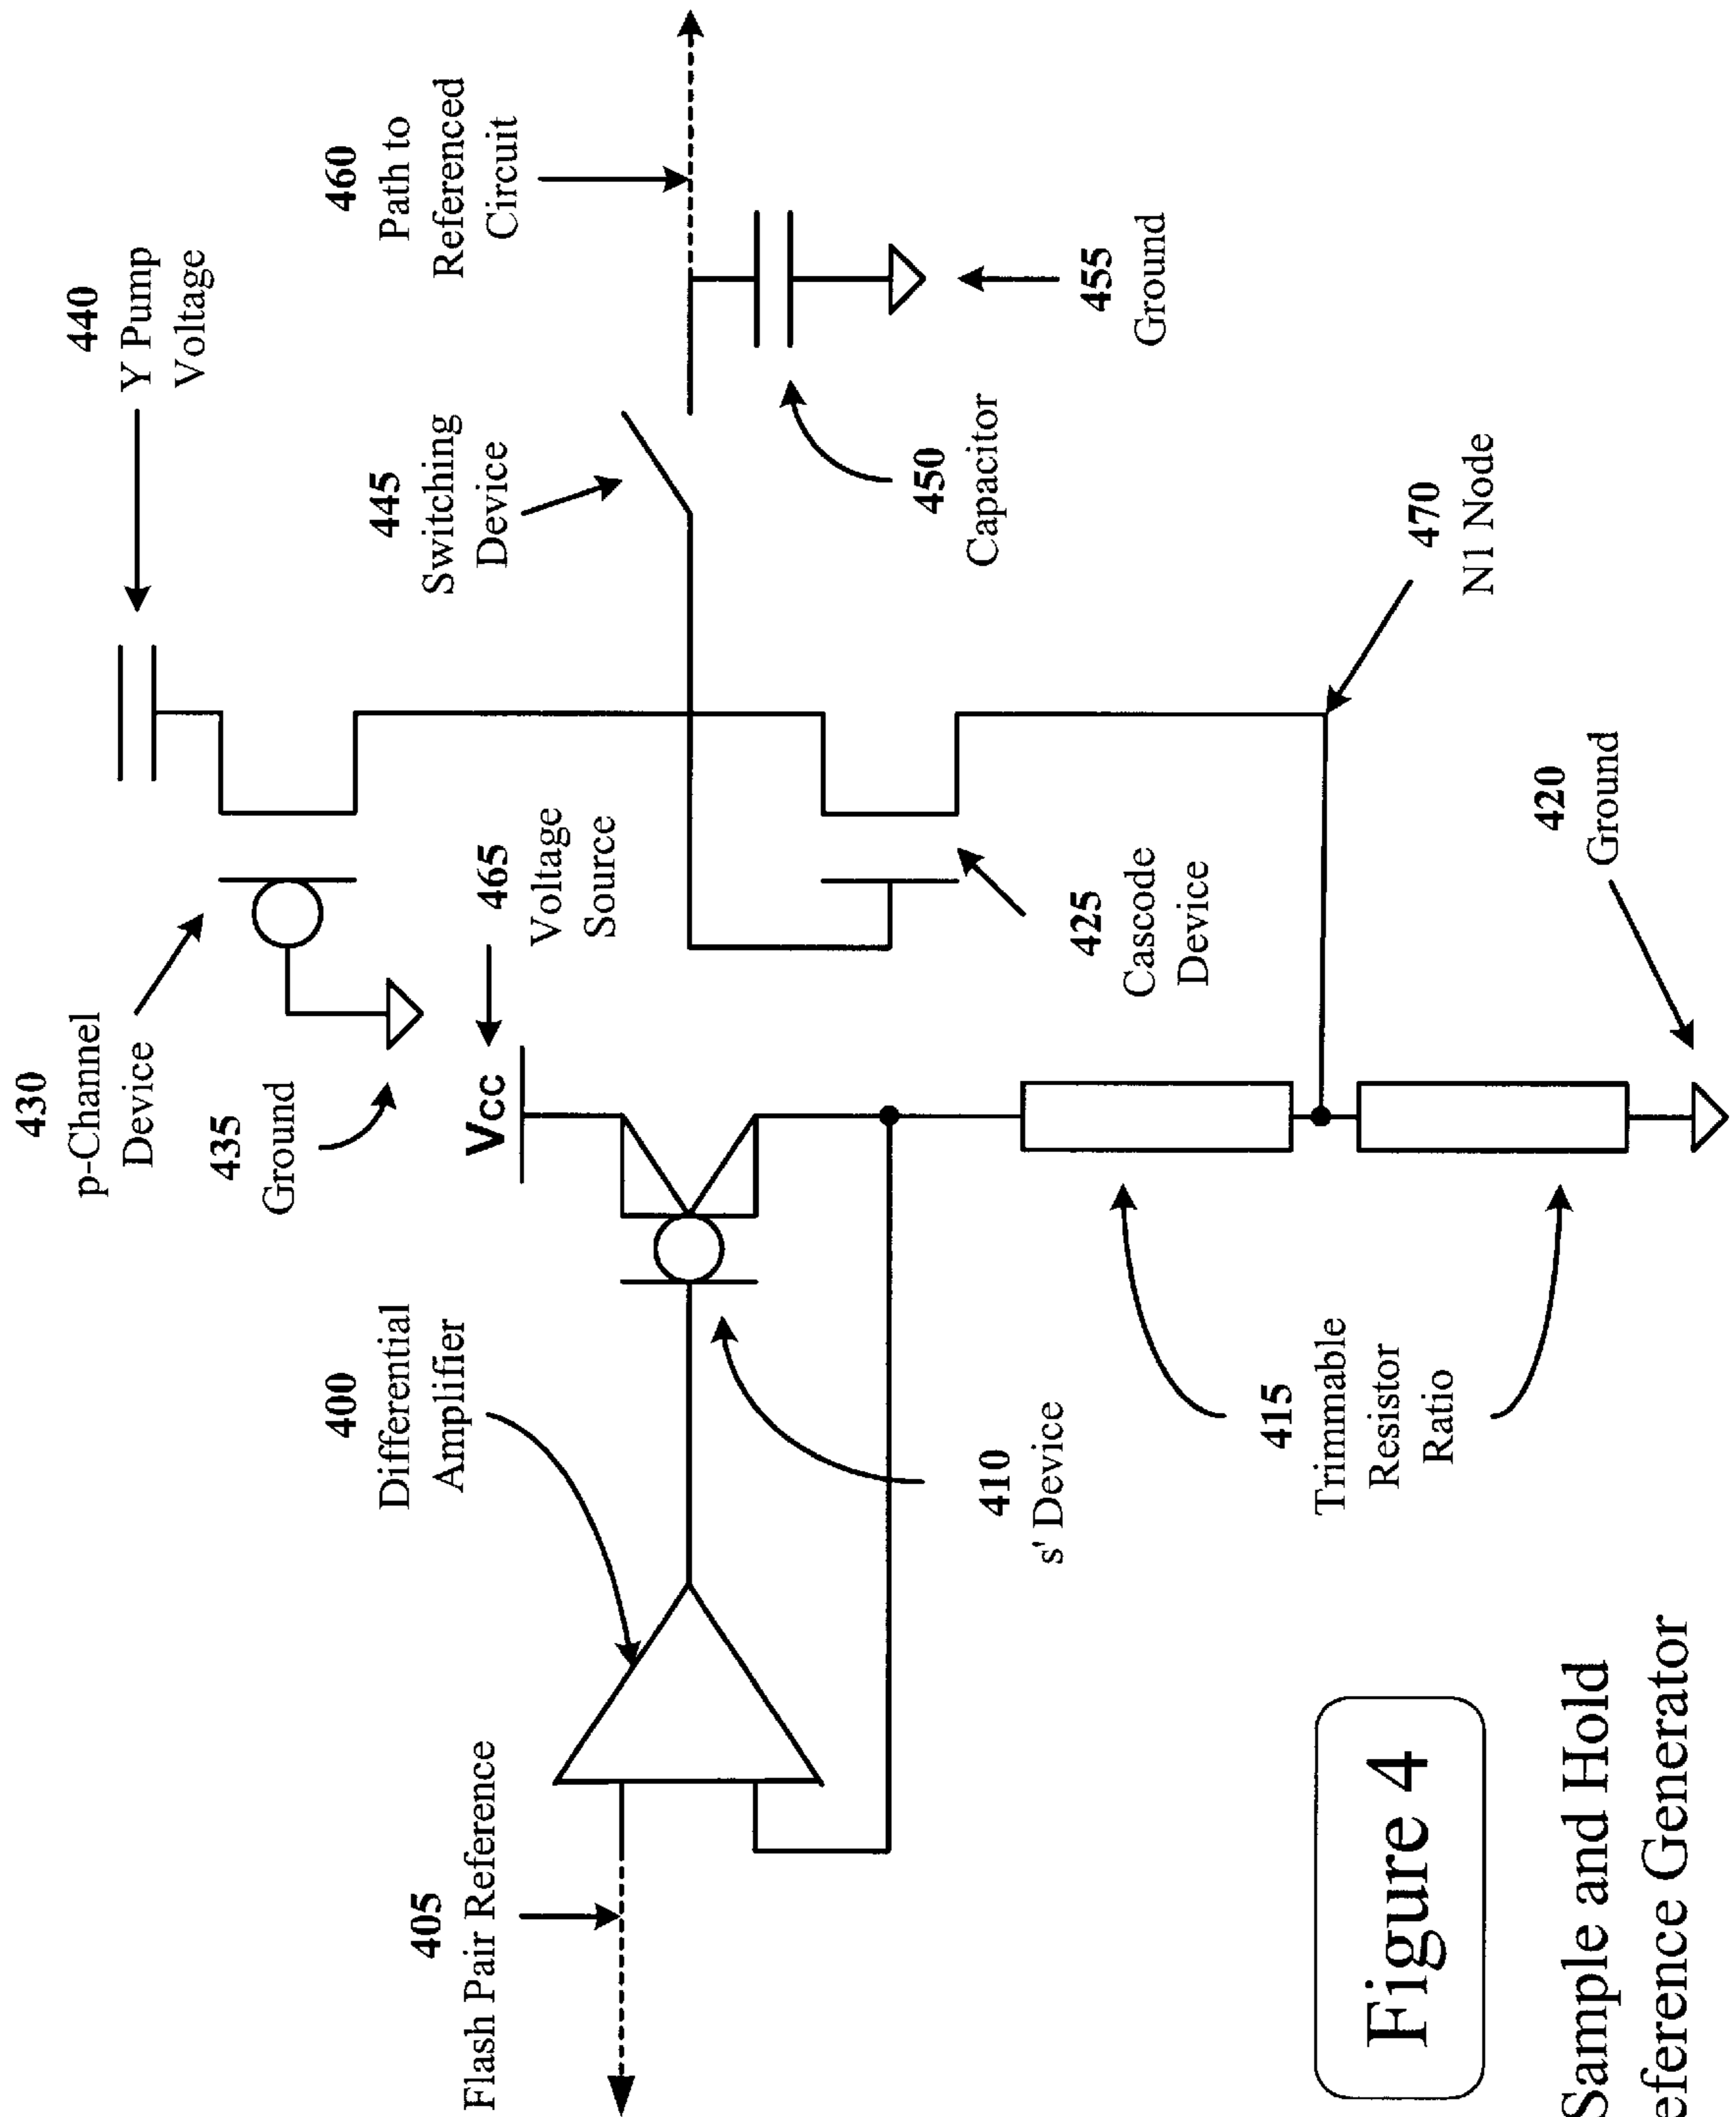 430
p-Channel
Device
440
Y Pump
Voltage
435
Ground
460
Path to
Referenced
Circuit
400
Differential
Amplifier
445
Switching
Device
405
Flash Pair Reference
Vcc
465
Voltage
Source
450
Capacitor
455
Ground
410
s' Device
425
Cascode
Device
415
Trimmable
Resistor
Ratio
470
N1 Node
420
Ground
Figure 4
Sample and Hold
eference Generator